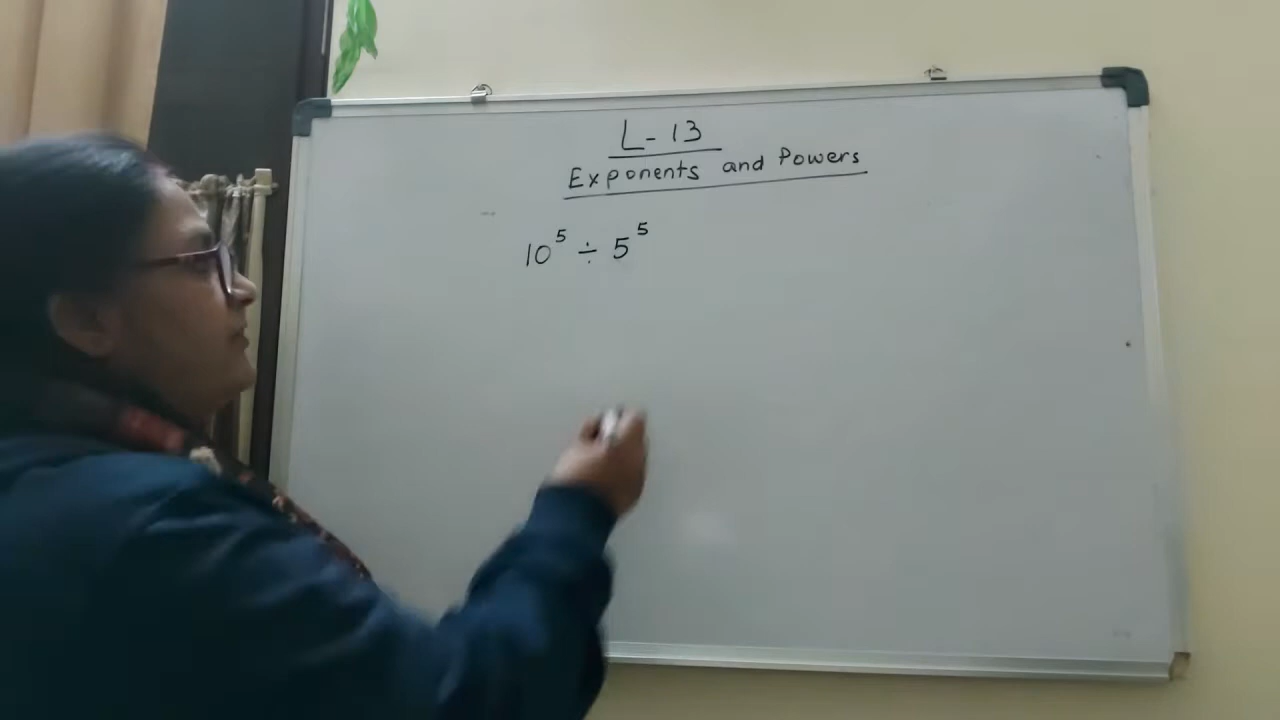 L-13
Exponents and Powers
10⁵ ÷ 5⁵